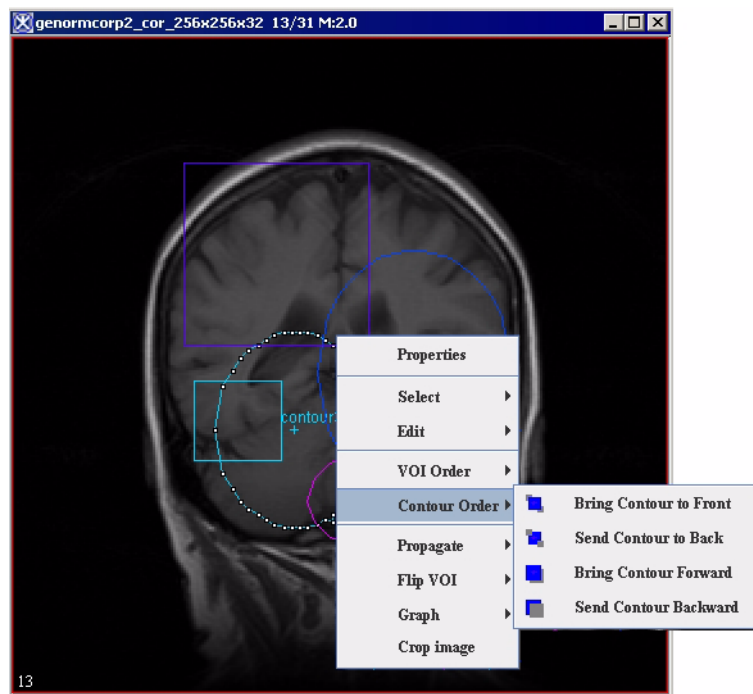 genormcorp2_cor_256x256x32 13/31 M:2.0
contour
Properties
Select
Edit
VOI Order
Contour Order
Propagate
Flip VOI
Graph
Crop image
Bring Contour to Front
Send Contour to Back
Bring Contour Forward
Send Contour Backward
13